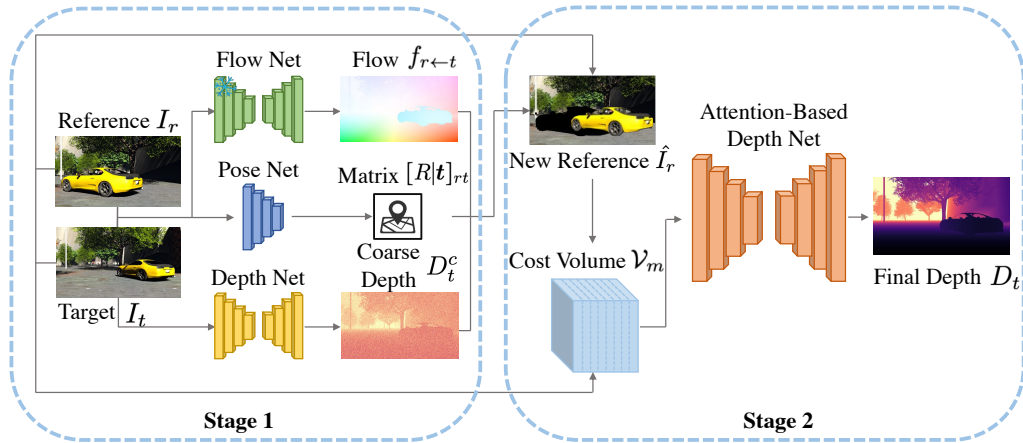 Flow Net
Flow $f_{r \leftarrow t}$
Reference $I_r$
Pose Net
Matrix $[R|\boldsymbol{t}]_{rt}$
Target $I_t$
Depth Net
Coarse
Depth $D_t^c$
Stage 1
New Reference $\hat{I}_r$
Cost Volume $\mathcal{V}_m$
Attention-Based
Depth Net
Final Depth $D_t$
Stage 2